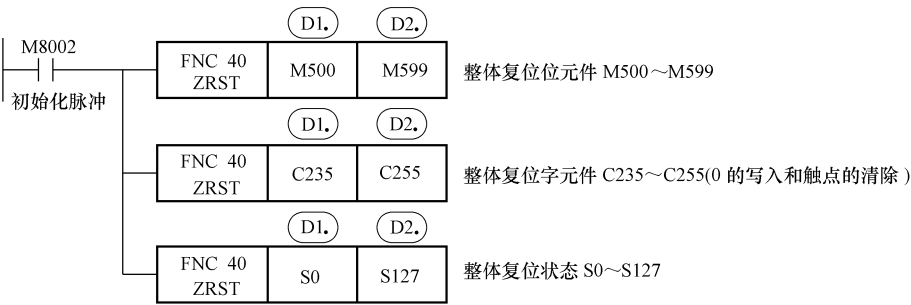 D1. D2.
M8002
FNC 40
ZRST
M500
M599
整体复位位元件 M500～M599
初始化脉冲
D1. D2.
FNC 40
ZRST
C235
C255
整体复位字元件 C235～C255(0 的写入和触点的清除 )
D1. D2.
FNC 40
ZRST
S0
S127
整体复位状态 S0～S127